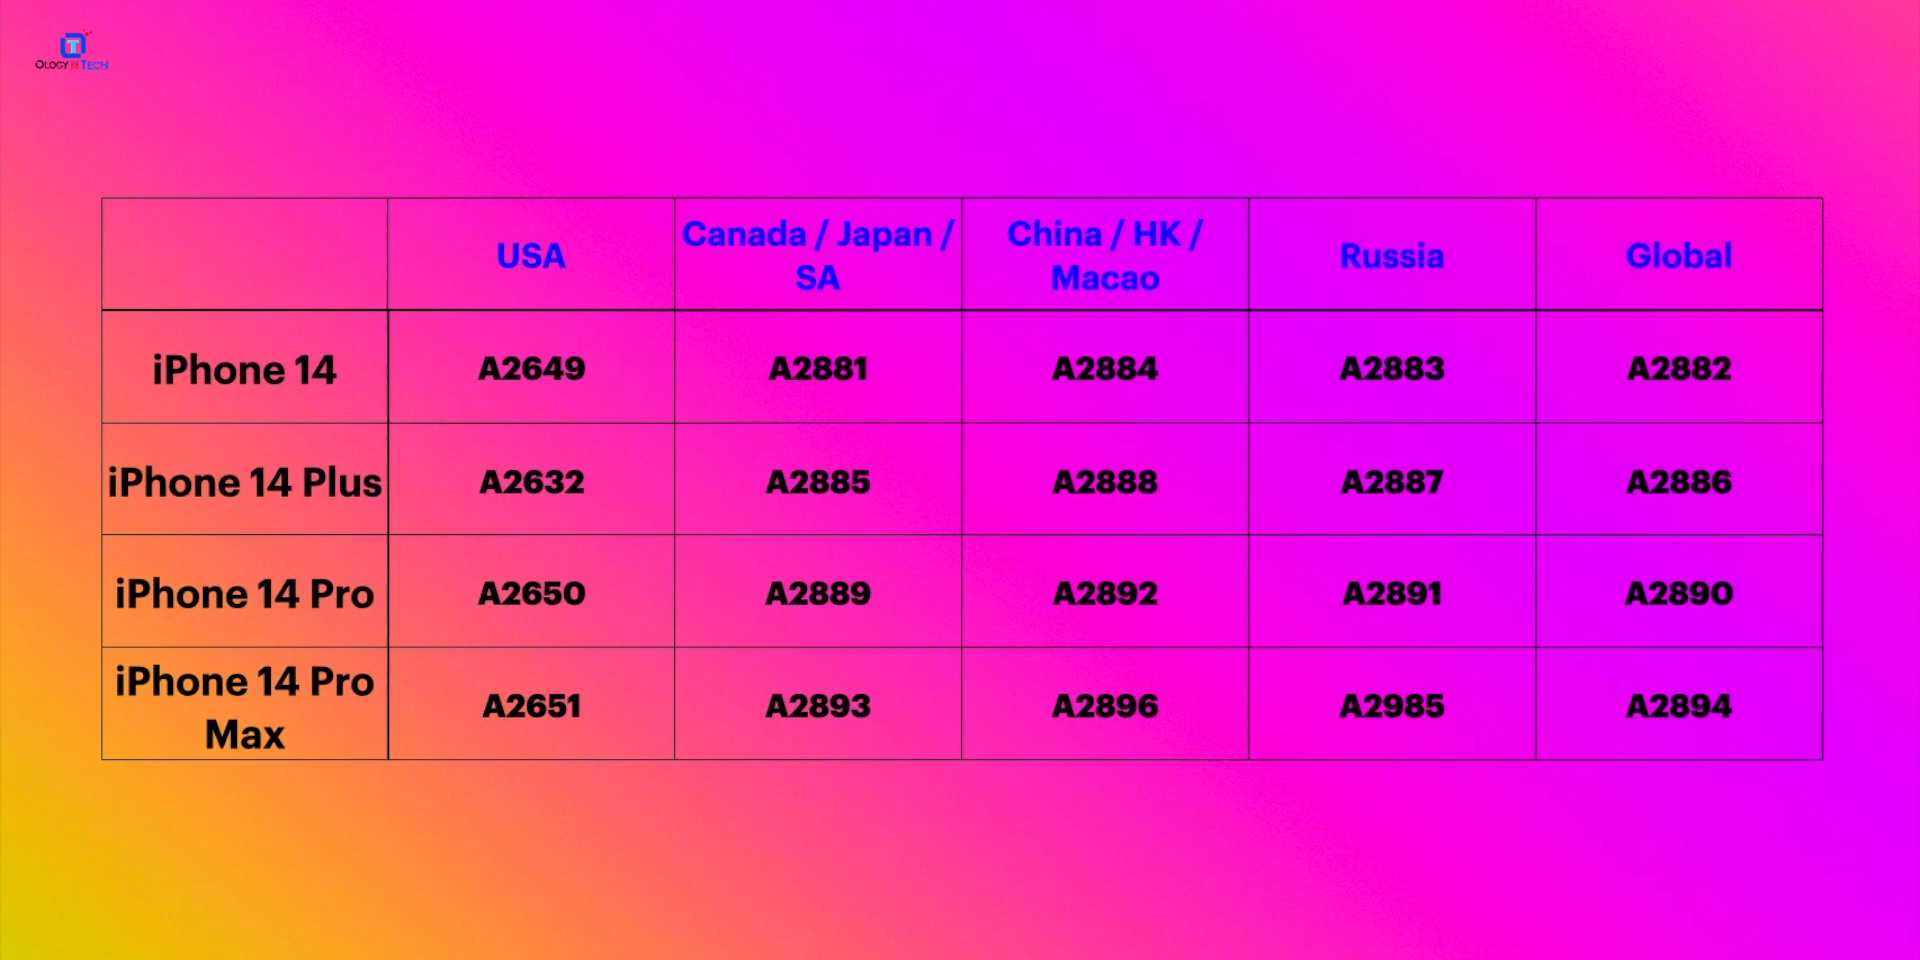 OLOGY IN TECH
USA
Canada / Japan /
SA
China / HK /
Macao
Russia
Global
iPhone 14
A2649
A2881
A2884
A2883
A2882
iPhone 14 Plus
A2632
A2885
A2888
A2887
A2886
iPhone 14 Pro
A2650
A2889
A2892
A2891
A2890
iPhone 14 Pro
Max
A2651
A2893
A2896
A2985
A2894